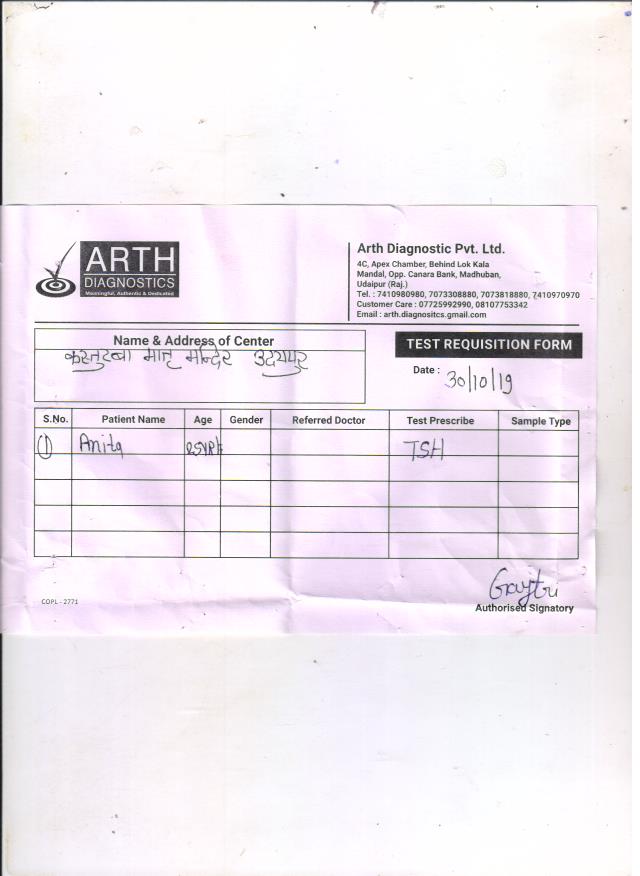 ARTH
DIAGNOSTICS
Meaningful, Authentic & Dedicated
Arth Diagnostic Pvt. Ltd.
4C, Apex Chamber, Behind Lok Kala
Mandal, Opp. Canara Bank, Madhuban,
Udaipur (Raj.)
Tel. : 7410980980, 7073308880, 7073818880, 7410970970
Customer Care : 07725992990, 08107753342
Email : arth.diagnositcs.gmail.com
Name & Address of Center
कस्तुरबा मातृ मन्दिर उदयपुर
TEST REQUISITION FORM
Date : 30/10/19
S.No. Patient Name Age Gender Referred Doctor Test Prescribe Sample Type
1 Anita TSH
Gaytri
COPL - 2771
Authorised Signatory